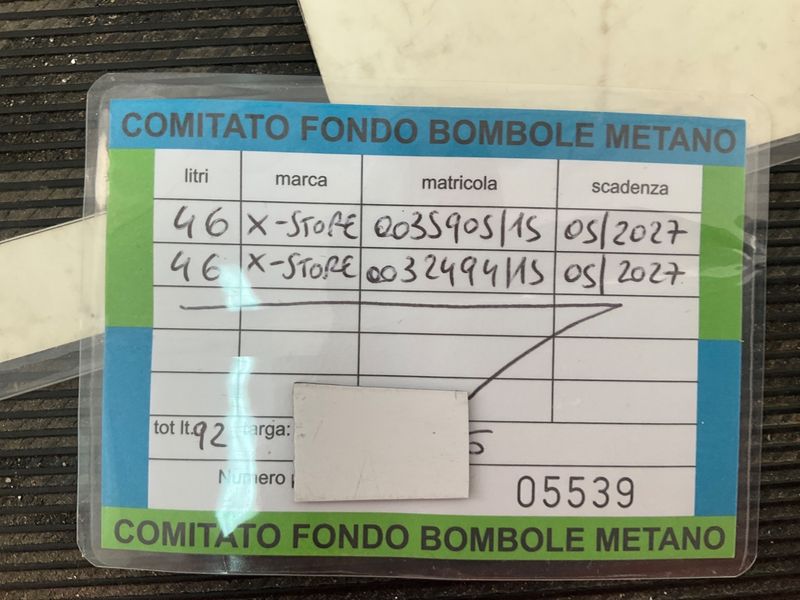 COMITATO FONDO BOMBOLE METANO
litri marca matricola scadenza
46 X-STORE 0035905/15 05/2027
46 X-STORE 0032494/15 05/2027
tot lt. 92 targa:
Numero 05539
COMITATO FONDO BOMBOLE METANO